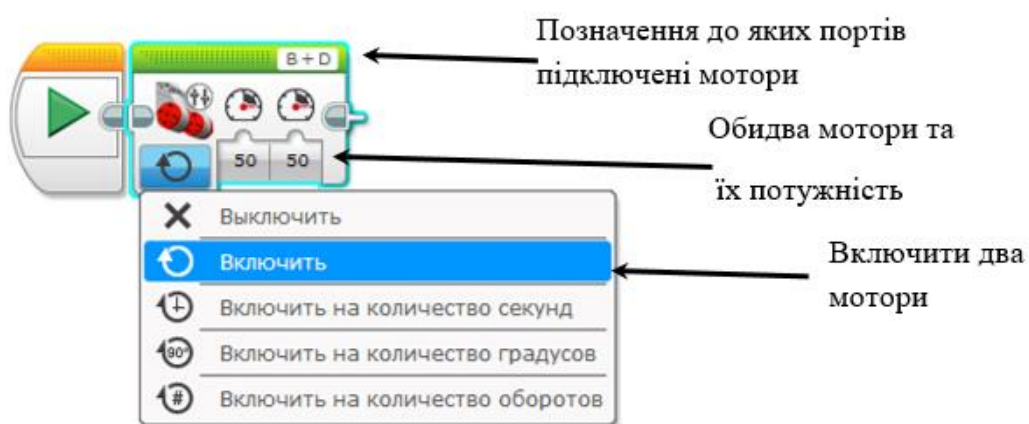 Позначення до яких портів
підключені мотори
B + D
Обидва мотори та
їх потужність
50 50
Выключить
Включить
Включить на количество секунд
90°
Включить на количество градусов
#
Включить на количество оборотов
Включити два
мотори